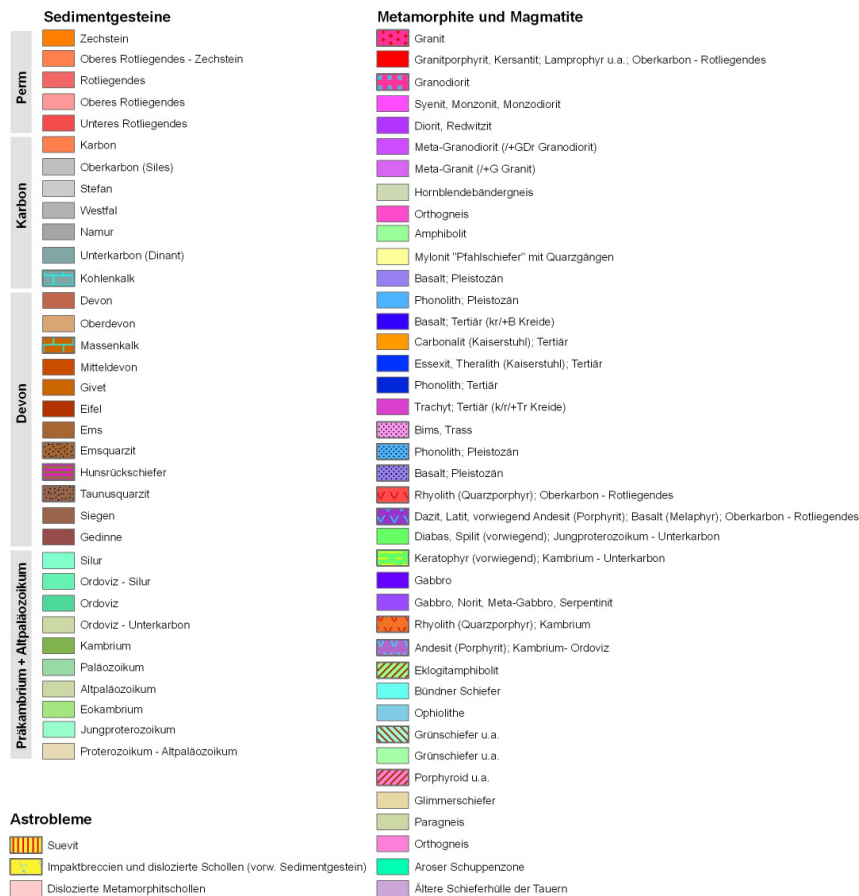 Sedimentgesteine
Perm
Zechstein
Oberes Rotliegendes - Zechstein
Rotliegendes
Oberes Rotliegendes
Unteres Rotliegendes
Karbon
Karbon
Oberkarbon (Siles)
Stefan
Westfal
Namur
Unterkarbon (Dinant)
Kohlenkalk
Devon
Devon
Oberdevon
Massenkalk
Mitteldevon
Givet
Eifel
Ems
Emsquarzit
Hunsrückschiefer
Taunusquarzit
Siegen
Gedinne
Präkambrium + Altpaläozoikum
Silur
Ordoviz - Silur
Ordoviz
Ordoviz - Unterkarbon
Kambrium
Paläozoikum
Altpaläozoikum
Eokambrium
Jungproterozoikum
Proterozoikum - Altpaläozoikum
Astrobleme
Suevit
Impaktbreccien und dislozierte Schollen (vorw. Sedimentgestein)
Dislozierte Metamorphitschollen
Metamorphite und Magmatite
Granit
Granitporphyrit, Kersantit; Lamprophyr u.a.; Oberkarbon - Rotliegendes
Granodiorit
Syenit, Monzonit, Monzodiorit
Diorit, Redwitzit
Meta-Granodiorit (/+GDr Granodiorit)
Meta-Granit (/+G Granit)
Hornblendebändergneis
Orthogneis
Amphibolit
Mylonit "Pfahlschiefer" mit Quarzgängen
Basalt; Pleistozän
Phonolith; Pleistozän
Basalt; Tertiär (kr/+B Kreide)
Carbonalit (Kaiserstuhl); Tertiär
Essexit, Theralith (Kaiserstuhl); Tertiär
Phonolith; Tertiär
Trachyt; Tertiär (k/r/+Tr Kreide)
Bims, Trass
Phonolith; Pleistozän
Basalt; Pleistozän
Rhyolith (Quarzporphyr); Oberkarbon - Rotliegendes
Dazit, Latit, vorwiegend Andesit (Porphyrit); Basalt (Melaphyr); Oberkarbon - Rotliegendes
Diabas, Spilit (vorwiegend); Jungproterozoikum - Unterkarbon
Keratophyr (vorwiegend); Kambrium - Unterkarbon
Gabbro
Gabbro, Norit, Meta-Gabbro, Serpentinit
Rhyolith (Quarzporphyr); Kambrium
Andesit (Porphyrit); Kambrium- Ordoviz
Eklogitamphibolit
Bündner Schiefer
Ophiolithe
Grünschiefer u.a.
Grünschiefer u.a.
Porphyroid u.a.
Glimmerschiefer
Paragneis
Orthogneis
Aroser Schuppenzone
Ältere Schieferhülle der Tauern